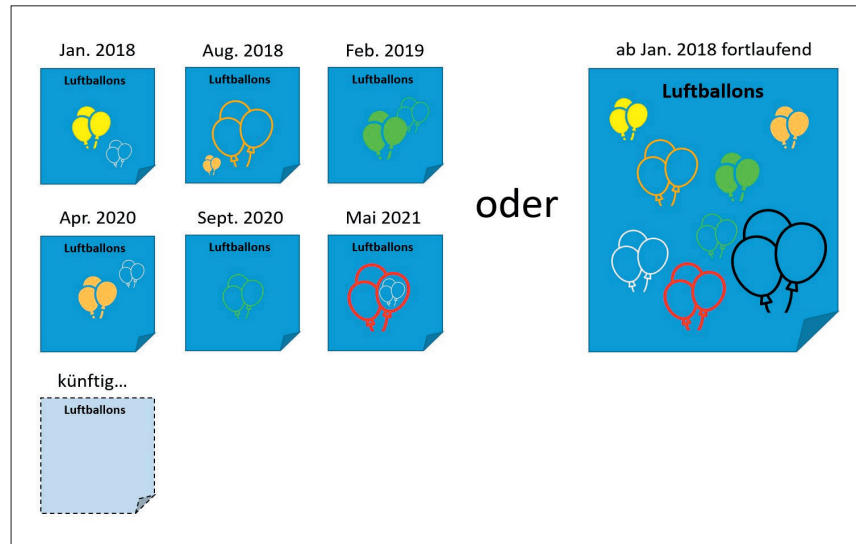 Jan. 2018
Luftballons
Aug. 2018
Luftballons
Feb. 2019
Luftballons
Apr. 2020
Luftballons
Sept. 2020
Luftballons
Mai 2021
Luftballons
künftig...
Luftballons
oder
ab Jan. 2018 fortlaufend
Luftballons